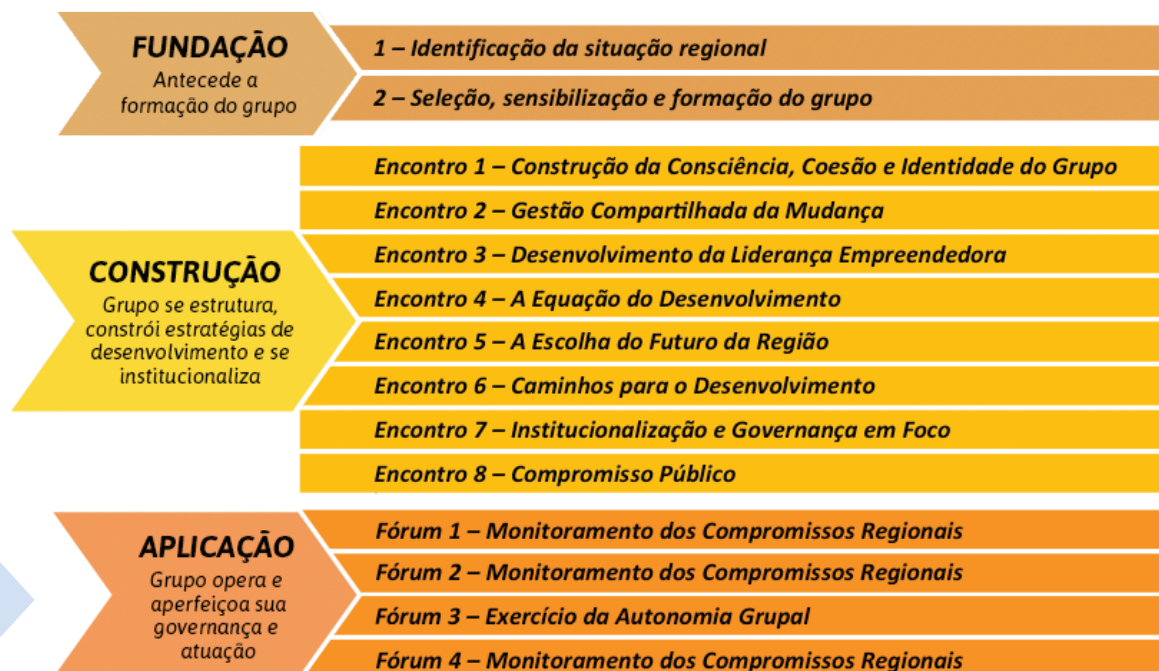 FUNDAÇÃO
Antecede a
formação do grupo
1 – Identificação da situação regional
2 – Seleção, sensibilização e formação do grupo
CONSTRUÇÃO
Grupo se estrutura,
constrói estratégias de
desenvolvimento e se
institucionaliza
Encontro 1 – Construção da Consciência, Coesão e Identidade do Grupo
Encontro 2 – Gestão Compartilhada da Mudança
Encontro 3 – Desenvolvimento da Liderança Empreendedora
Encontro 4 – A Equação do Desenvolvimento
Encontro 5 – A Escolha do Futuro da Região
Encontro 6 – Caminhos para o Desenvolvimento
Encontro 7 – Institucionalização e Governança em Foco
Encontro 8 – Compromisso Público
APLICAÇÃO
Grupo opera e
aperfeiçoa sua
governança e
atuação
Fórum 1 – Monitoramento dos Compromissos Regionais
Fórum 2 – Monitoramento dos Compromissos Regionais
Fórum 3 – Exercício da Autonomia Grupal
Fórum 4 – Monitoramento dos Compromissos Regionais